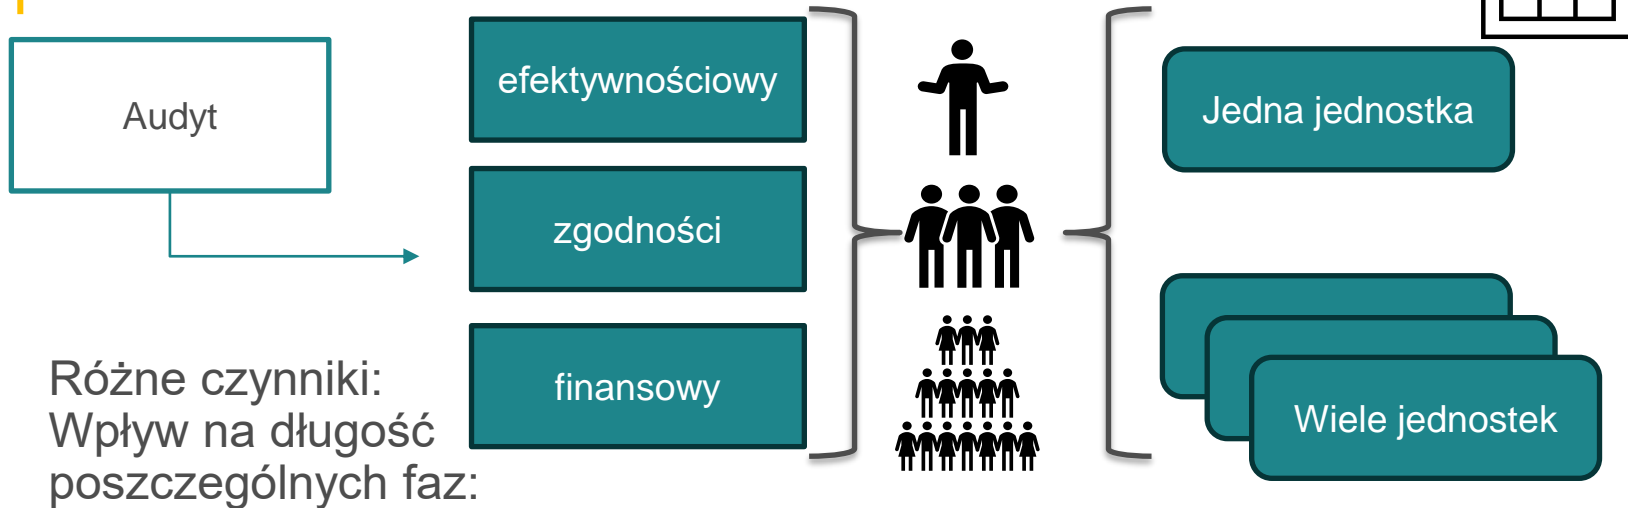 Audyt
efektywnościowy
zgodności
finansowy
Jedna jednostka
Wiele jednostek
Różne czynniki:
Wpływ na długość
poszczególnych faz: